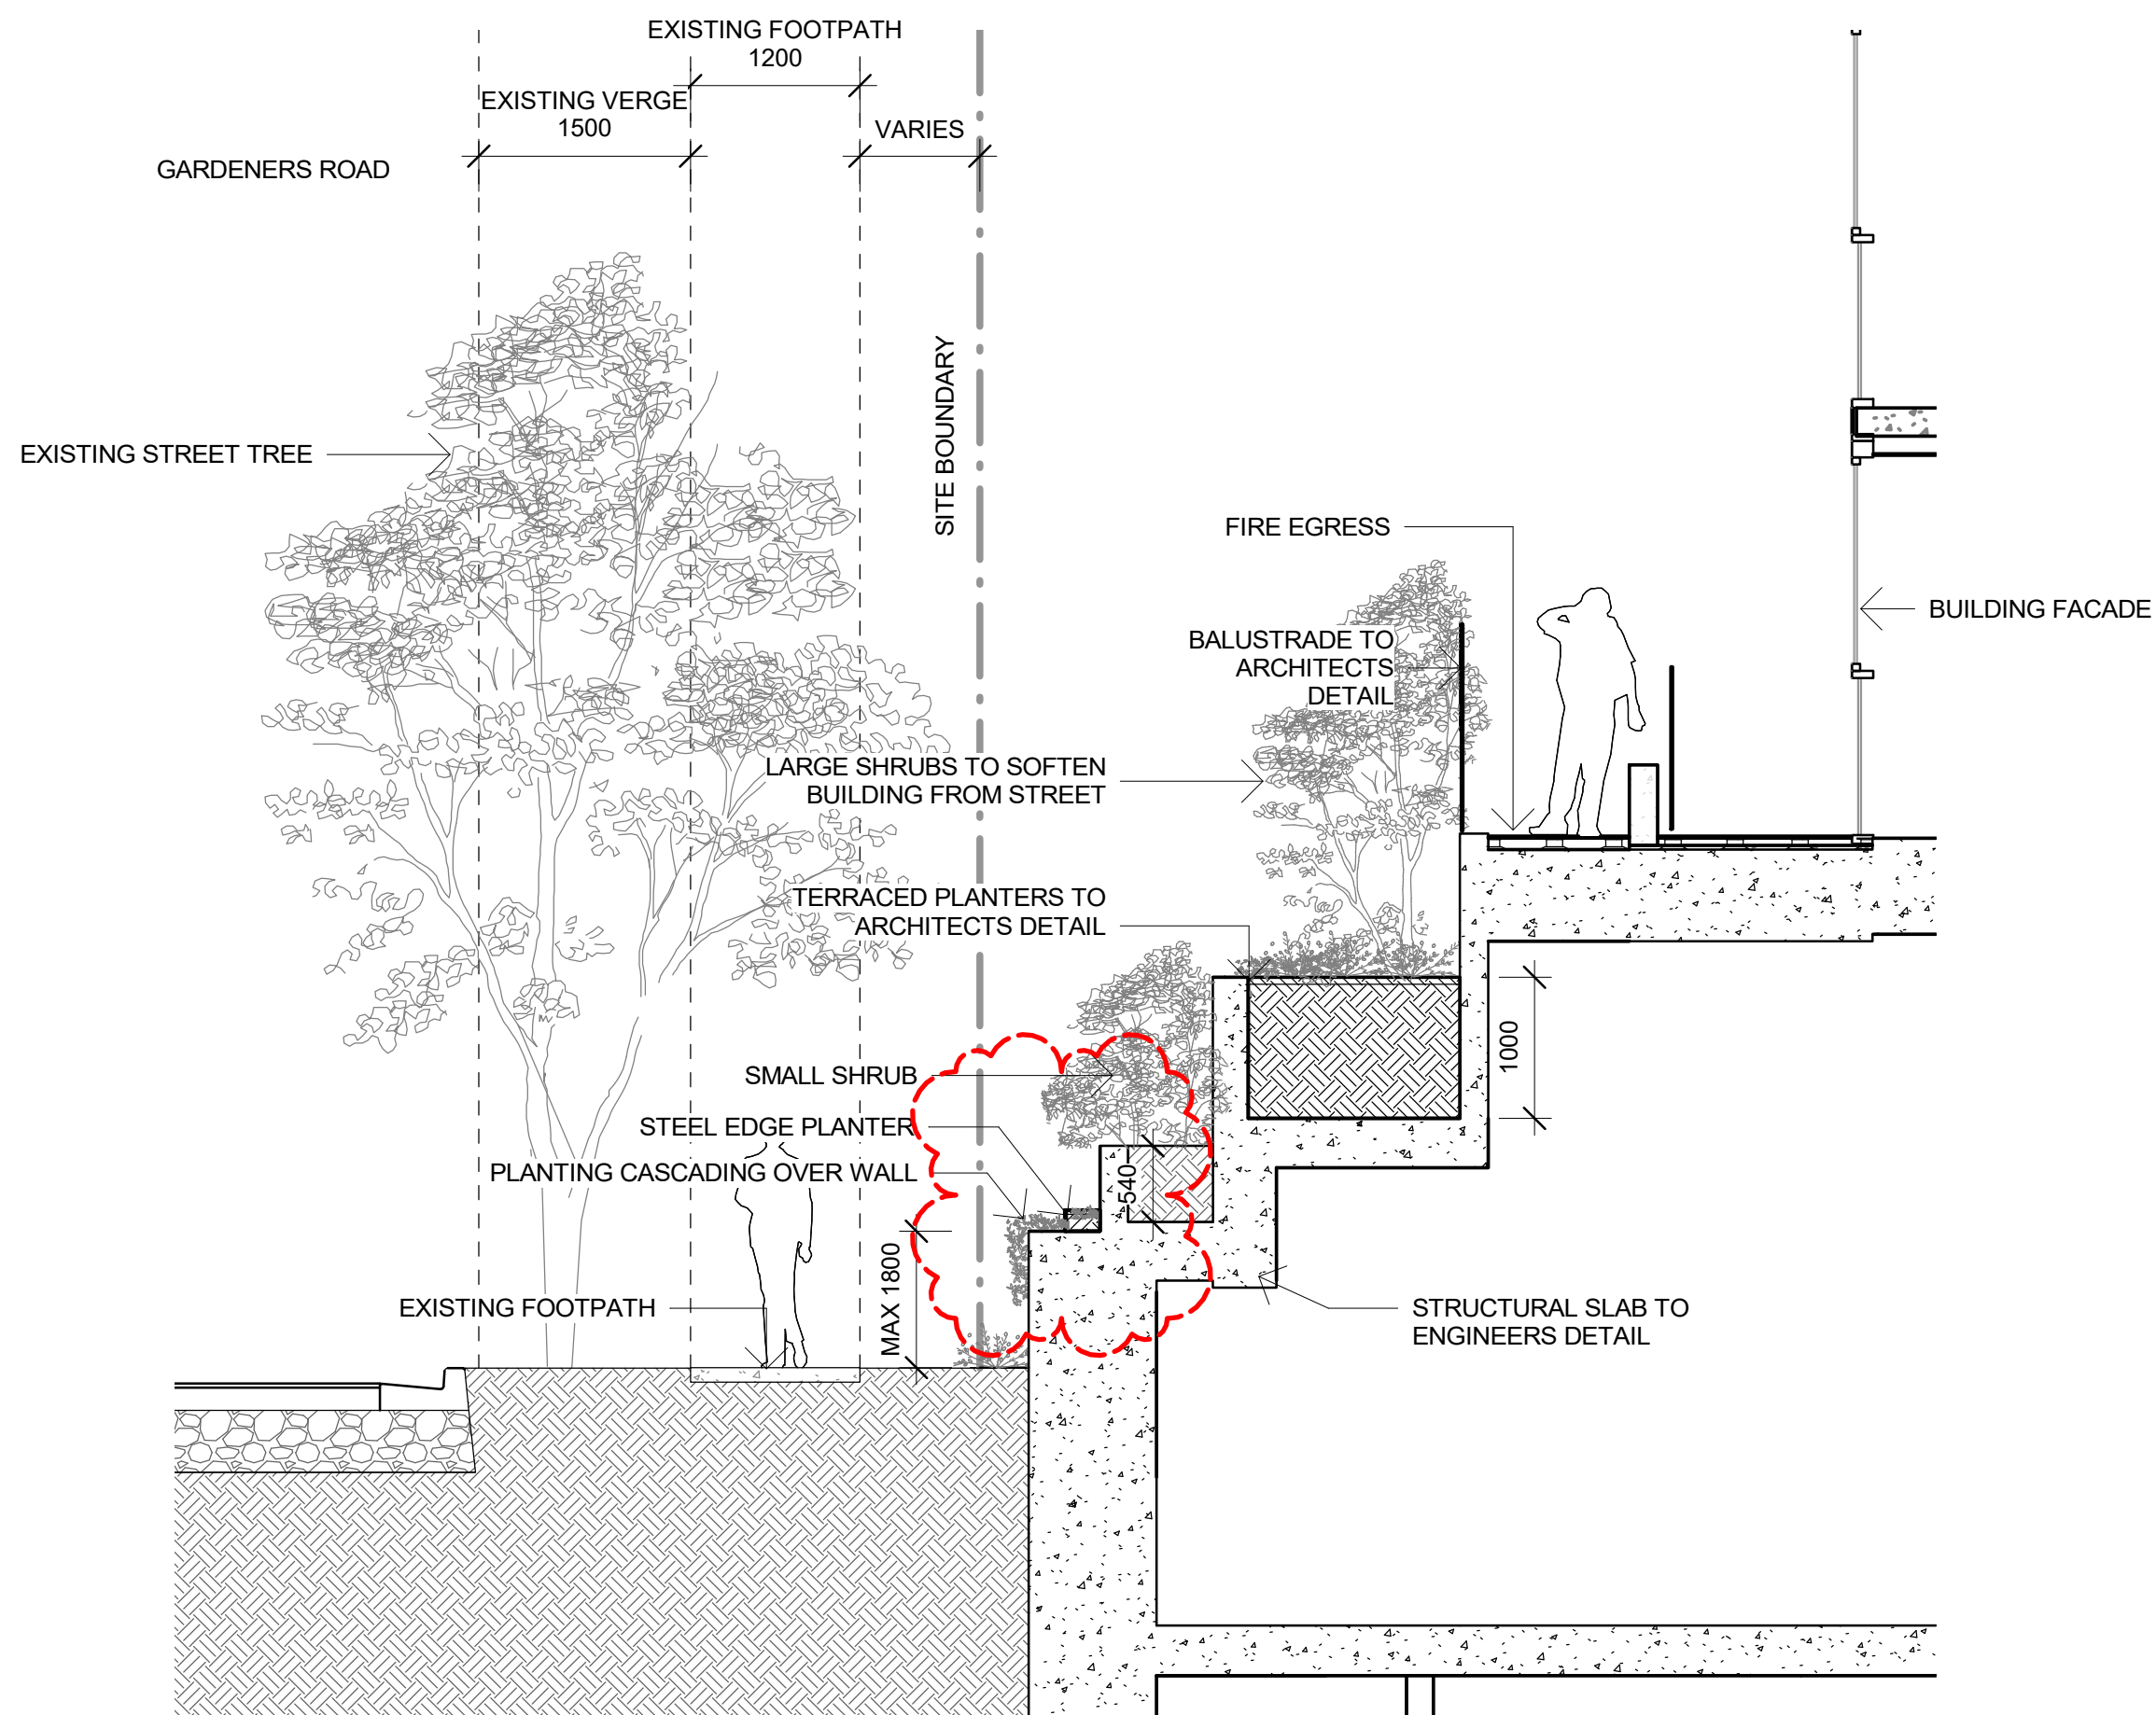 EXISTING FOOTPATH
1200
EXISTING VERGE
1500
VARIES
GARDENERS ROAD
SITE BOUNDARY
EXISTING STREET TREE
FIRE EGRESS
BUILDING FACADE
BALUSTRADE TO
ARCHITECTS
DETAIL
LARGE SHRUBS TO SOFTEN
BUILDING FROM STREET
TERRACED PLANTERS TO
ARCHITECTS DETAIL
1000
SMALL SHRUB
STEEL EDGE PLANTER
PLANTING CASCADING OVER WALL
540
MAX 1800
EXISTING FOOTPATH
STRUCTURAL SLAB TO
ENGINEERS DETAIL